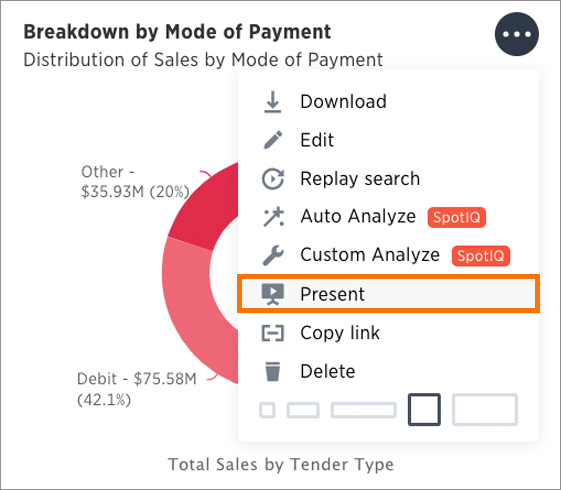 Breakdown by Mode of Payment
Distribution of Sales by Mode of Payment
Download
Edit
Replay search
Auto Analyze SpotIQ
Custom Analyze SpotIQ
Present
Copy link
Delete
Other -
$35.93M (20%)
Debit - $75.58M
(42.1%)
Total Sales by Tender Type